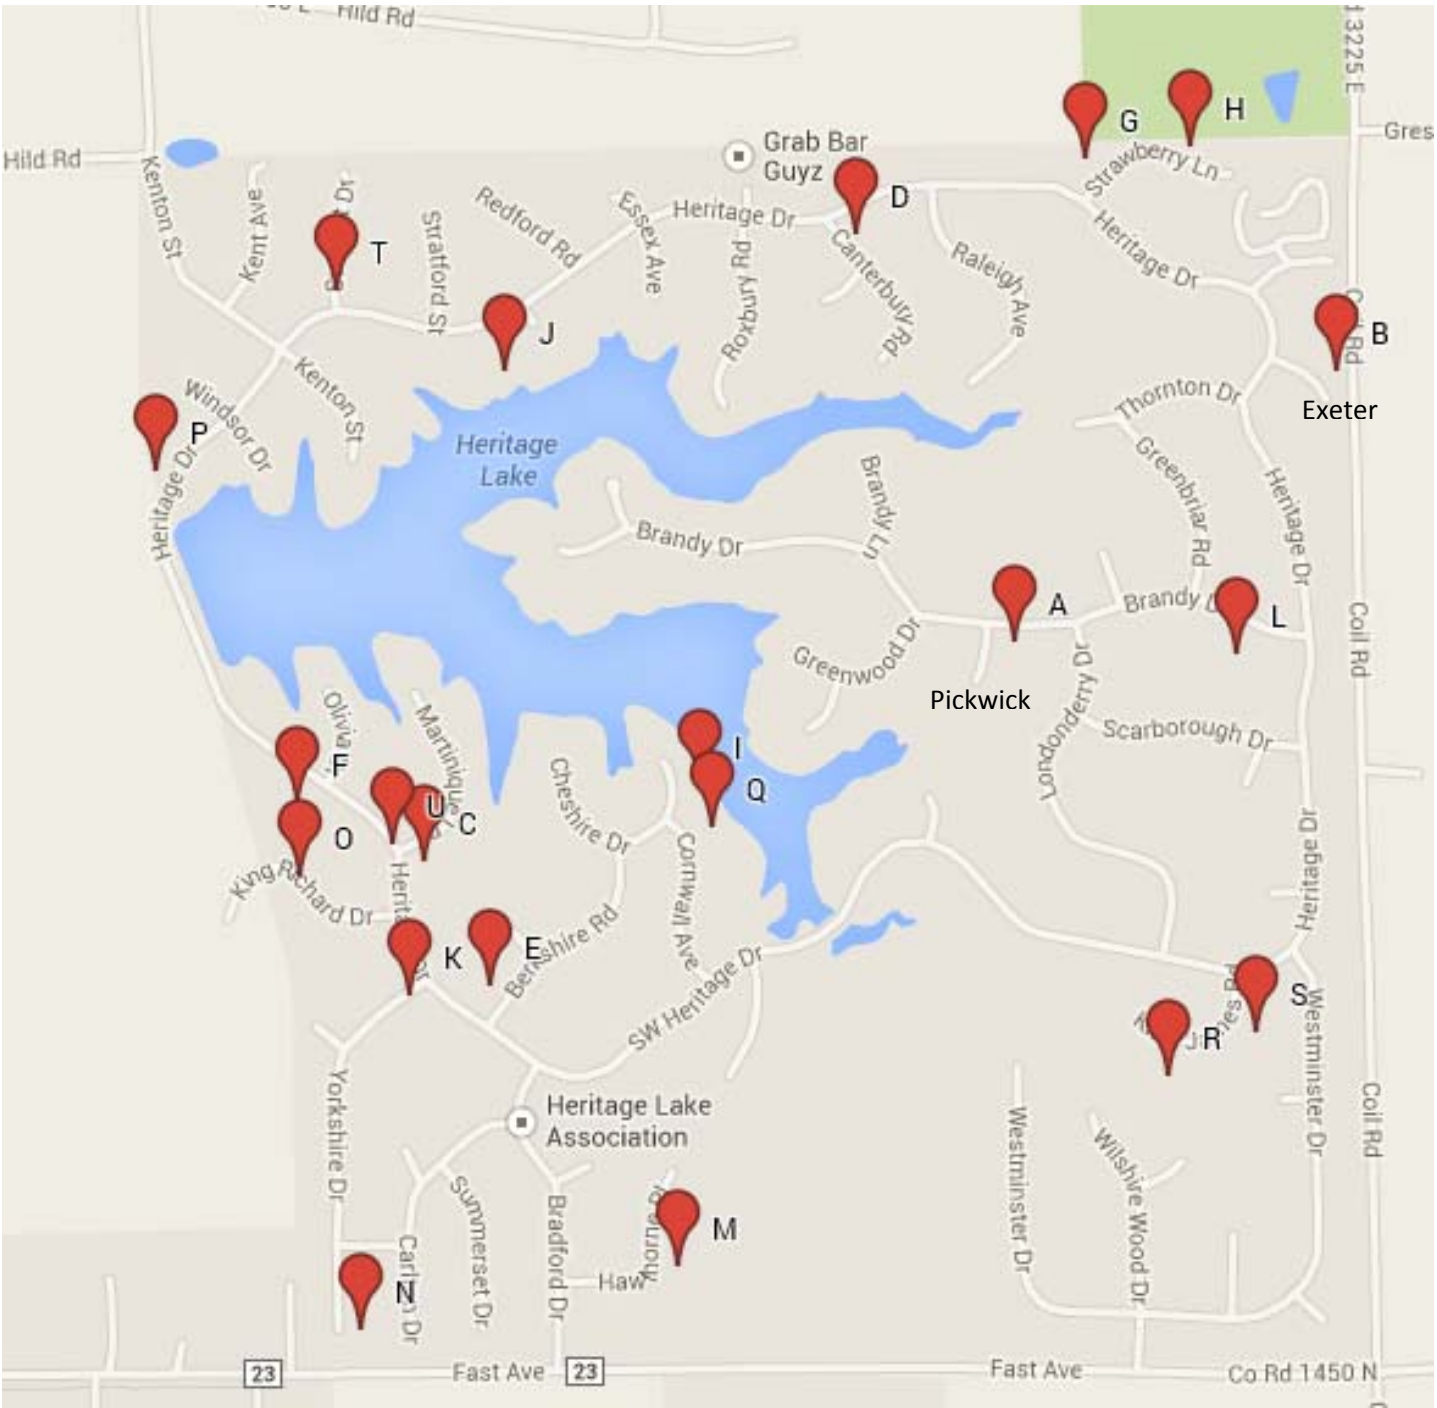 Hild Rd
13225 E
Gres
Hild Rd
Grab Bar
Guyz
G
H
Strawberry Ln
Kenton St
Kent Ave
t Dr
T
Stratford St
Redford Rd
Essex Ave
Heritage Dr
D
Roxbury Rd
Canterbury Rd
Raleigh Ave
Heritage Dr
J
B
Rd
Exeter
Kenton St
Windsor Dr
P
Heritage Dr
Heritage
Lake
Thornton Dr
Greenbriar Rd
Heritage Dr
Brandy Ln
Brandy Dr
A
Brandy
L
Coil Rd
Greenwood Dr
Pickwick
Londonderry Dr
Scarborough Dr
Olivia
Martinique
F
I
Q
U
C
O
Cheshire Dr
Cornwall Ave
King Richard Dr
Herita
Dr
K
E
Berkshire Rd
SW Heritage Dr
Heritage Dr
S
R
Westminster Dr
Yorkshire Dr
Heritage Lake
Association
Westminster Dr
Wilshire Wood Dr
Coil Rd
Summerset Dr
Bradford Dr
M
Haw
N
23
Fast Ave
23
Fast Ave
Co Rd 1450 N